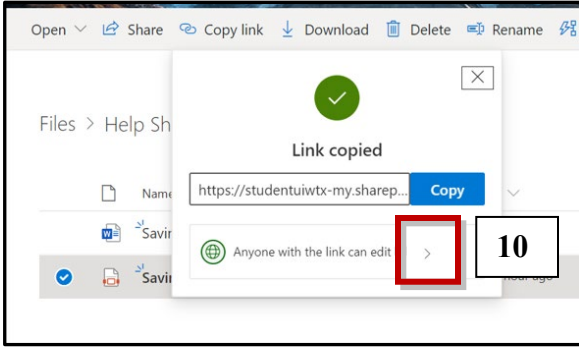 Open Share Copy link Download Delete Rename
Files > Help Sh
Link copied
https://studentuiwtx-my.sharep... Copy
Name
Anyone with the link can edit
10
Savin
Savin
hour ago